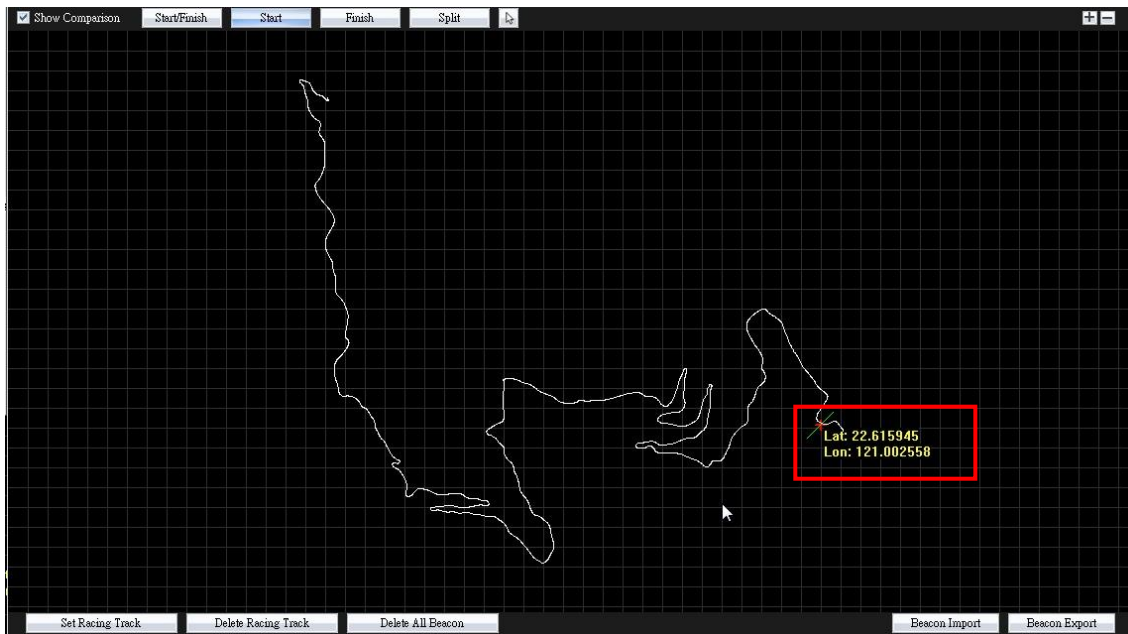 Show Comparison Start/Finish Start Finish Split
Lat: 22.615945
Lon: 121.002558
Set Racing Track Delete Racing Track Delete All Beacon Beacon Import Beacon Export